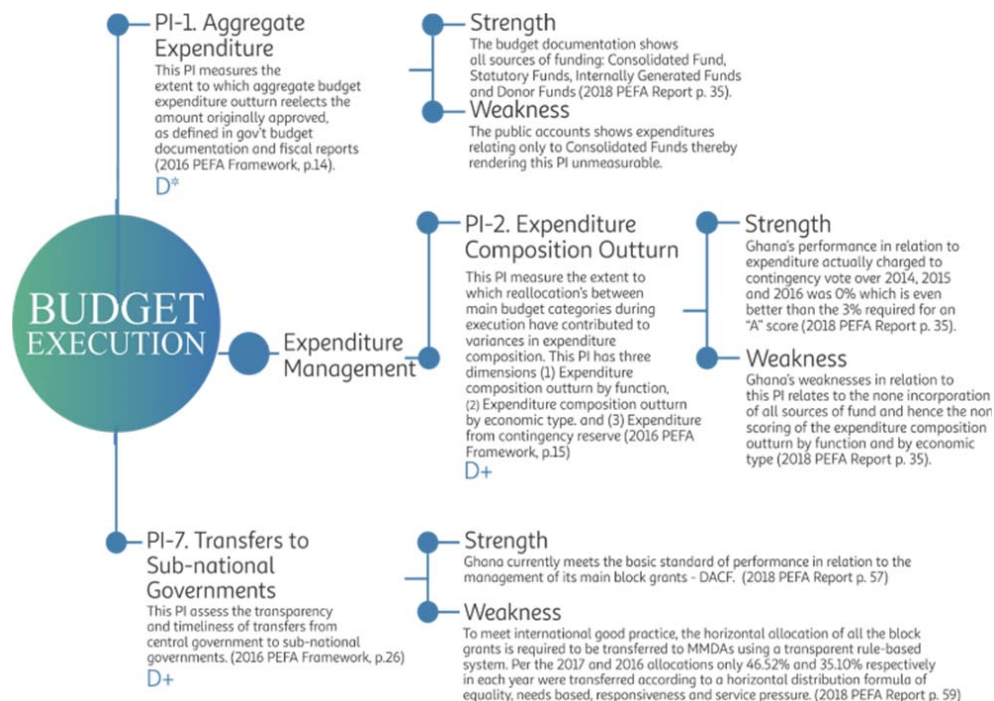 PI-1. Aggregate
Expenditure
This PI measures the
extent to which aggregate budget
expenditure outturn reelects the
amount originally approved,
as defined in gov't budget
documentation and fiscal reports
(2016 PEFA Framework, p.14).
D*
Strength
The budget documentation shows
all sources of funding: Consolidated Fund,
Statutory Funds, Internally Generated Funds
and Donor Funds (2018 PEFA Report p. 35).
Weakness
The public accounts shows expenditures
relating only to Consolidated Funds thereby
rendering this PI unmeasurable.
BUDGET
EXECUTION
Expenditure
Management
PI-2. Expenditure
Composition Outturn
This PI measure the extent to
which reallocation's between
main budget categories during
execution have contributed to
variances in expenditure
composition. This PI has three
dimensions (1) Expenditure
composition outturn by function,
(2) Expenditure composition outturn
by economic type. and (3) Expenditure
from contingency reserve (2016 PEFA
Framework, p.15)
D+
Strength
Ghana's performance in relation to
expenditure actually charged to
contingency vote over 2014, 2015
and 2016 was 0% which is even
better than the 3% required for an
"A" score (2018 PEFA Report p. 35).
Weakness
Ghana's weaknesses in relation to
this PI relates to the none incorporation
of all sources of fund and hence the non
scoring of the expenditure composition
outturn by function and by economic
type (2018 PEFA Report p. 35).
PI-7. Transfers to
Sub-national
Governments
This PI assess the transparency
and timeliness of transfers from
central government to sub-national
governments. (2016 PEFA Framework, p.26)
D+
Strength
Ghana currently meets the basic standard of performance in relation to the
management of its main block grants - DACF. (2018 PEFA Report p. 57)
Weakness
To meet international good practice, the horizontal allocation of all the block
grants is required to be transferred to MMDAs using a transparent rule-based
system. Per the 2017 and 2016 allocations only 46.52% and 35.10% respectively
in each year were transferred according to a horizontal distribution formula of
equality, needs based, responsiveness and service pressure. (2018 PEFA Report p. 59)